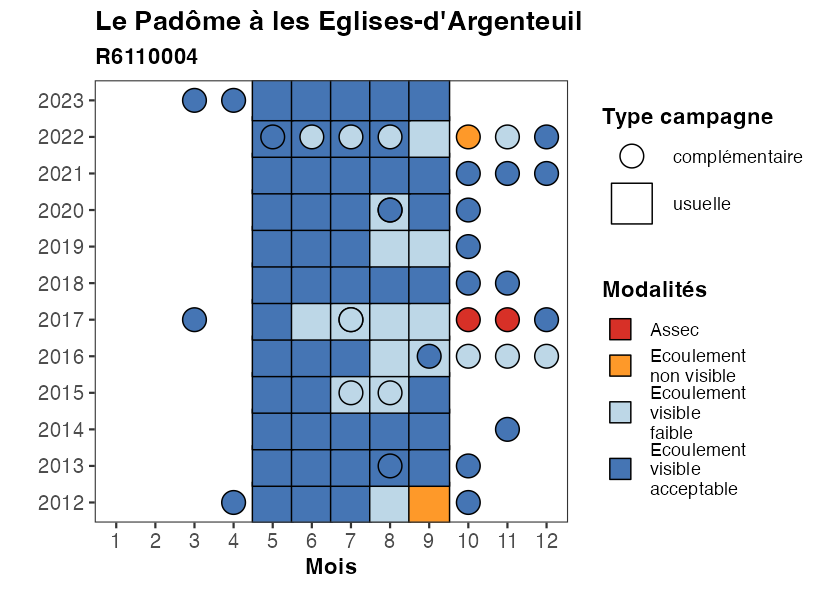 Le Padôme à les Eglises-d'Argenteuil
R6110004
2023
2022
2021
2020
2019
2018
2017
2016
2015
2014
2013
2012
1 2 3 4 5 6 7 8 9 10 11 12
Mois
Type campagne
complémentaire
usuelle
Modalités
Assec
Ecoulement
non visible
Ecoulement
visible
faible
Ecoulement
visible
acceptable